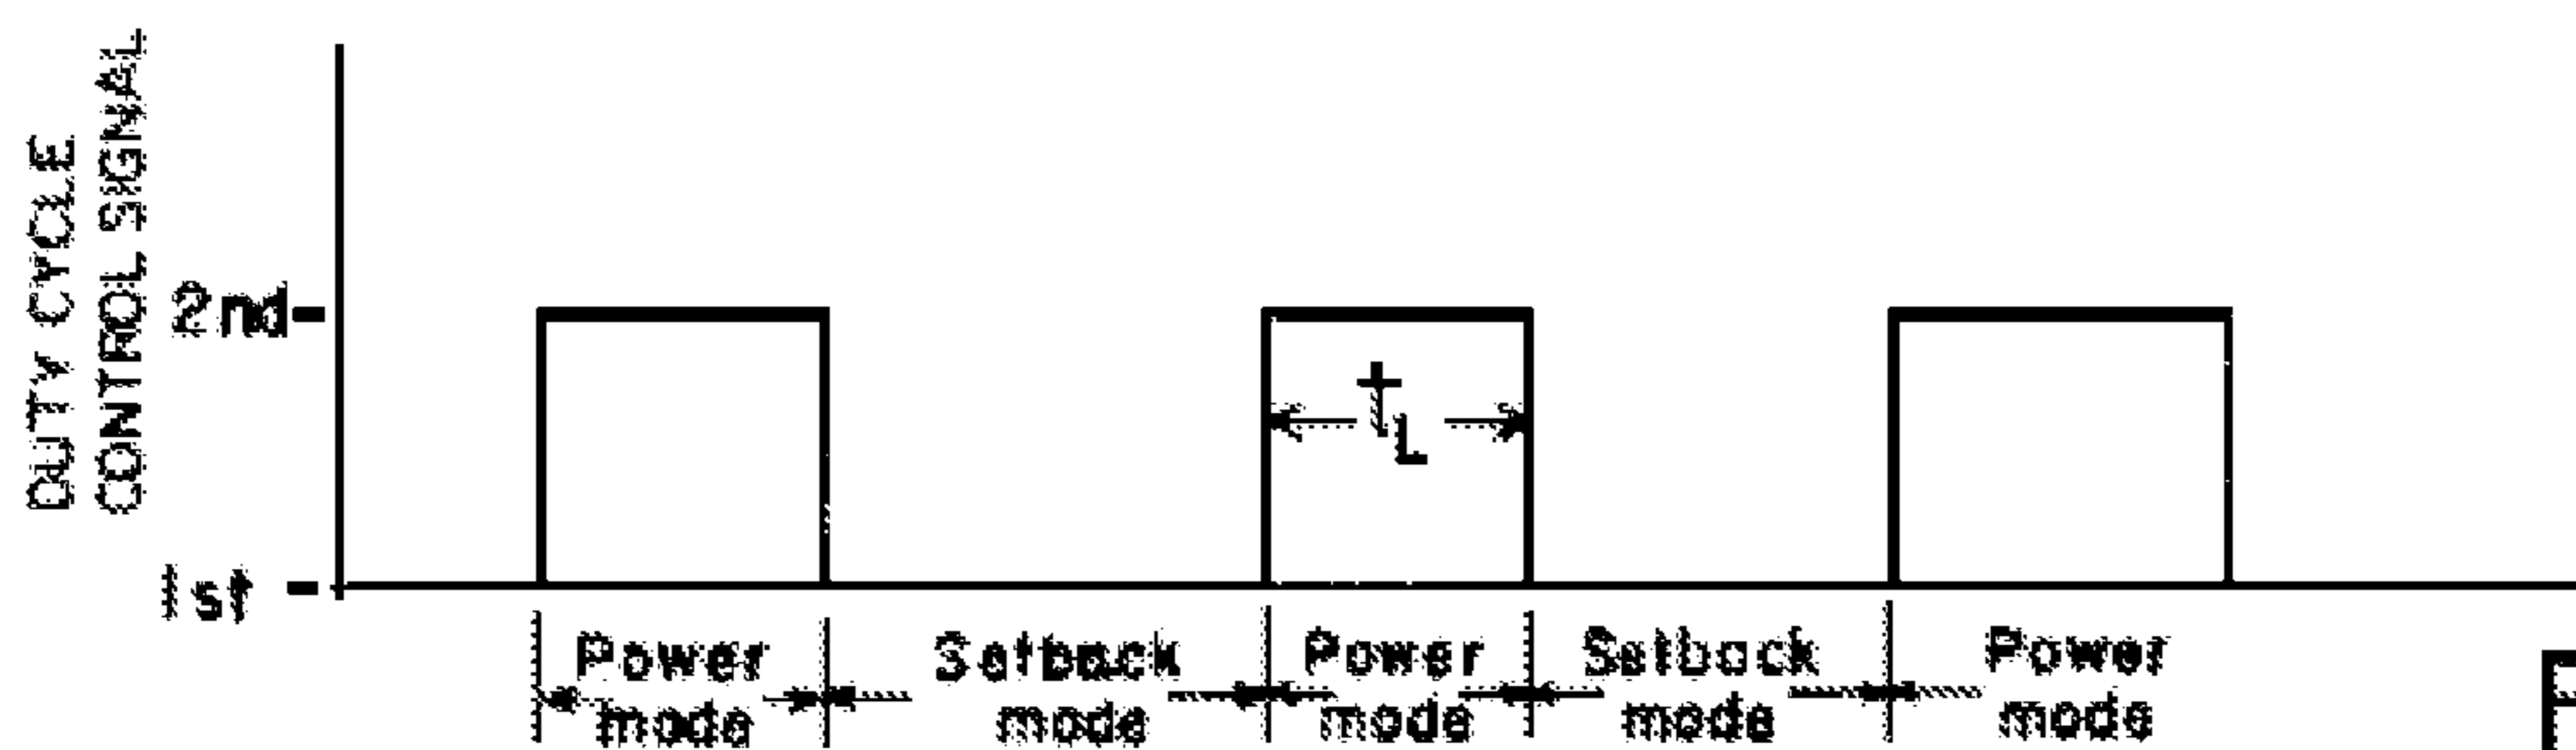 DUTY CYCLE
CONTROL SIGNAL
2nd
1st
tL
Power
mode
Setback
mode
Power
mode
Setback
mode
Power
mode